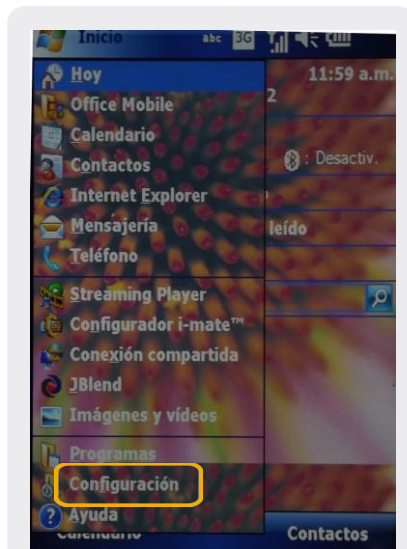 Inicio abc 3G
Hoy 11:59 a.m.
2
Office Mobile
Calendario
Contactos : Desactiv.
Internet Explorer
Mensajería leído
Teléfono
Streaming Player
Configurador i-mate™
Conexión compartida
JBlend
Imágenes y vídeos
Programas
Configuración
? Ayuda
Calendario Contactos